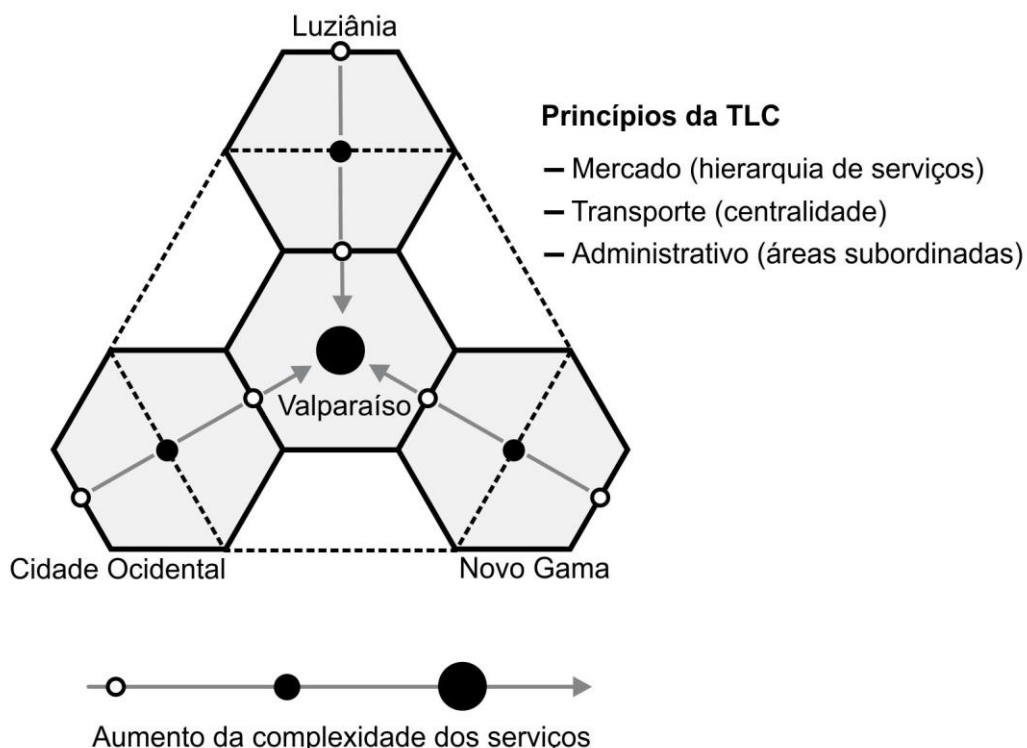 Luziânia
Princípios da TLC
– Mercado (hierarquia de serviços)
– Transporte (centralidade)
– Administrativo (áreas subordinadas)
Valparaíso
Cidade Ocidental
Novo Gama
Aumento da complexidade dos serviços